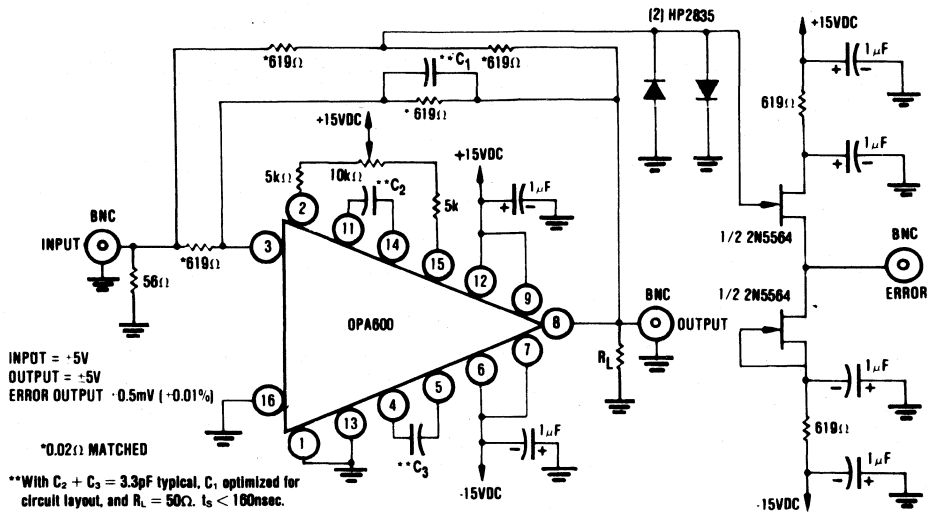 (2) HP2835
+15VDC
1µF
+ −
*619Ω
**C₁
*619Ω
* 619Ω
619Ω
+15VDC
+15VDC
1µF
+ −
5kΩ
10kΩ
**C₂
1µF
+ −
5k
2
11
14
15
12
9
BNC
INPUT
3
*619Ω
56Ω
1/2 2N5564
BNC
ERROR
1/2 2N5564
OPA600
8
BNC
OUTPUT
7
6
5
4
13
1
16
R_L
INPUT = ±5V
OUTPUT = ±5V
ERROR OUTPUT ·0.5mV (±0.01%)
1µF
− +
**C₃
1µF
− +
619Ω
*0.02Ω MATCHED
-15VDC
1µF
− +
-15VDC
**With C₂ + C₃ = 3.3pF typical, C₁ optimized for
circuit layout, and R_L = 50Ω. t_s < 160nsec.